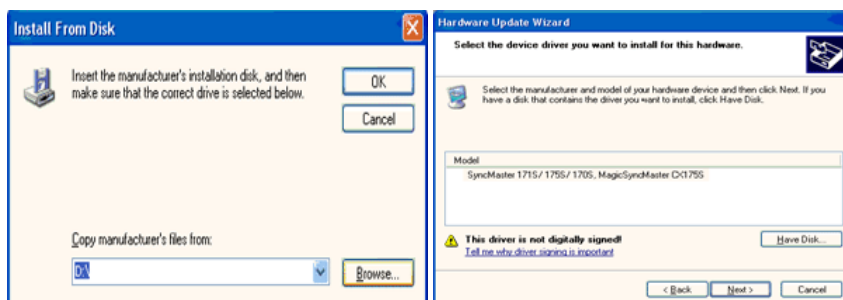 Install From Disk
Insert the manufacturer's installation disk, and then
make sure that the correct drive is selected below.
OK
Cancel
Copy manufacturer's files from:
D:\
Browse...
Hardware Update Wizard
Select the device driver you want to install for this hardware.
Select the manufacturer and model of your hardware device and then click Next. If you
have a disk that contains the driver you want to install, click Have Disk.
Model
SyncMaster 171S/ 175S/ 170S, MagicSyncMaster CX175S
This driver is not digitally signed!
Tell me why driver signing is important
Have Disk...
< Back
Next >
Cancel